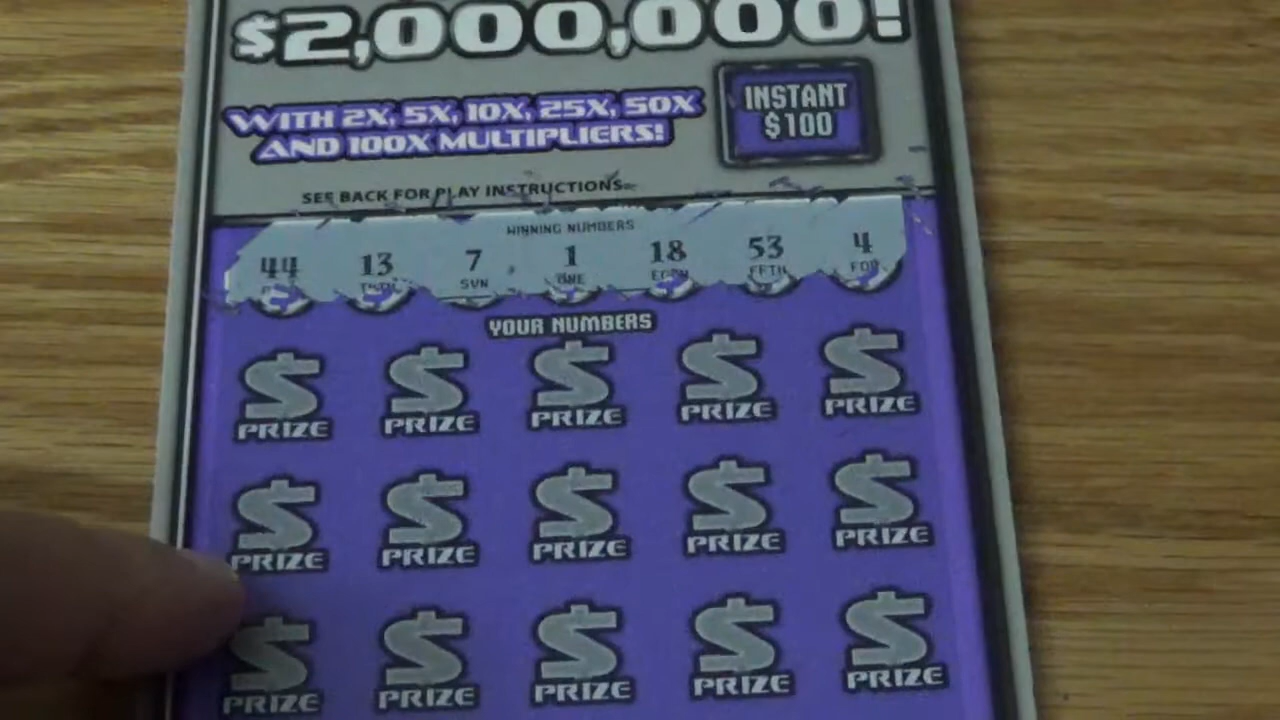 $2,000,000!
WITH 2X, 5X, 10X, 25X, 50X
AND 100X MULTIPLIERS!
INSTANT
$100
SEE BACK FOR PLAY INSTRUCTIONS
WINNING NUMBERS
44 13 7 1 18 53 4
SVN ONE
YOUR NUMBERS
$ $ $ $ $
PRIZE PRIZE PRIZE PRIZE PRIZE
$ $ $ $ $
PRIZE PRIZE PRIZE PRIZE PRIZE
$ $ $ $ $
PRIZE PRIZE PRIZE PRIZE PRIZE